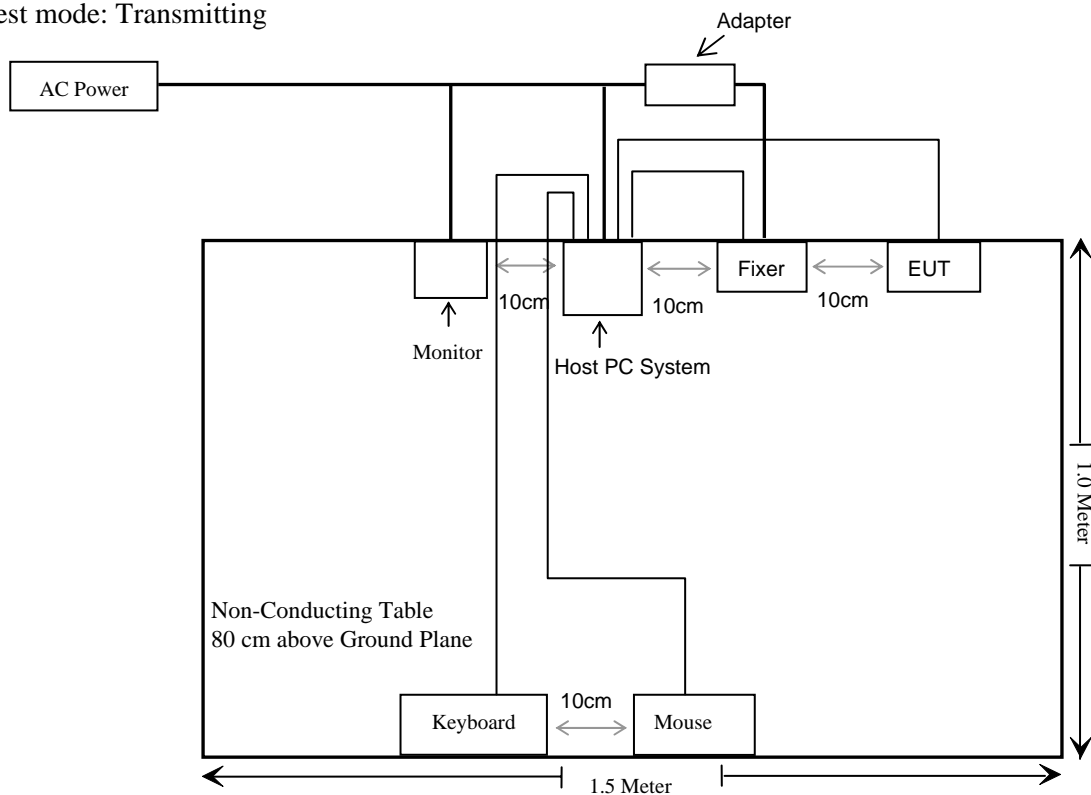 est mode: Transmitting
Adapter
AC Power
Fixer
EUT
10cm
10cm
10cm
Monitor
Host PC System
1.0 Meter
Non-Conducting Table
80 cm above Ground Plane
10cm
Keyboard
Mouse
1.5 Meter